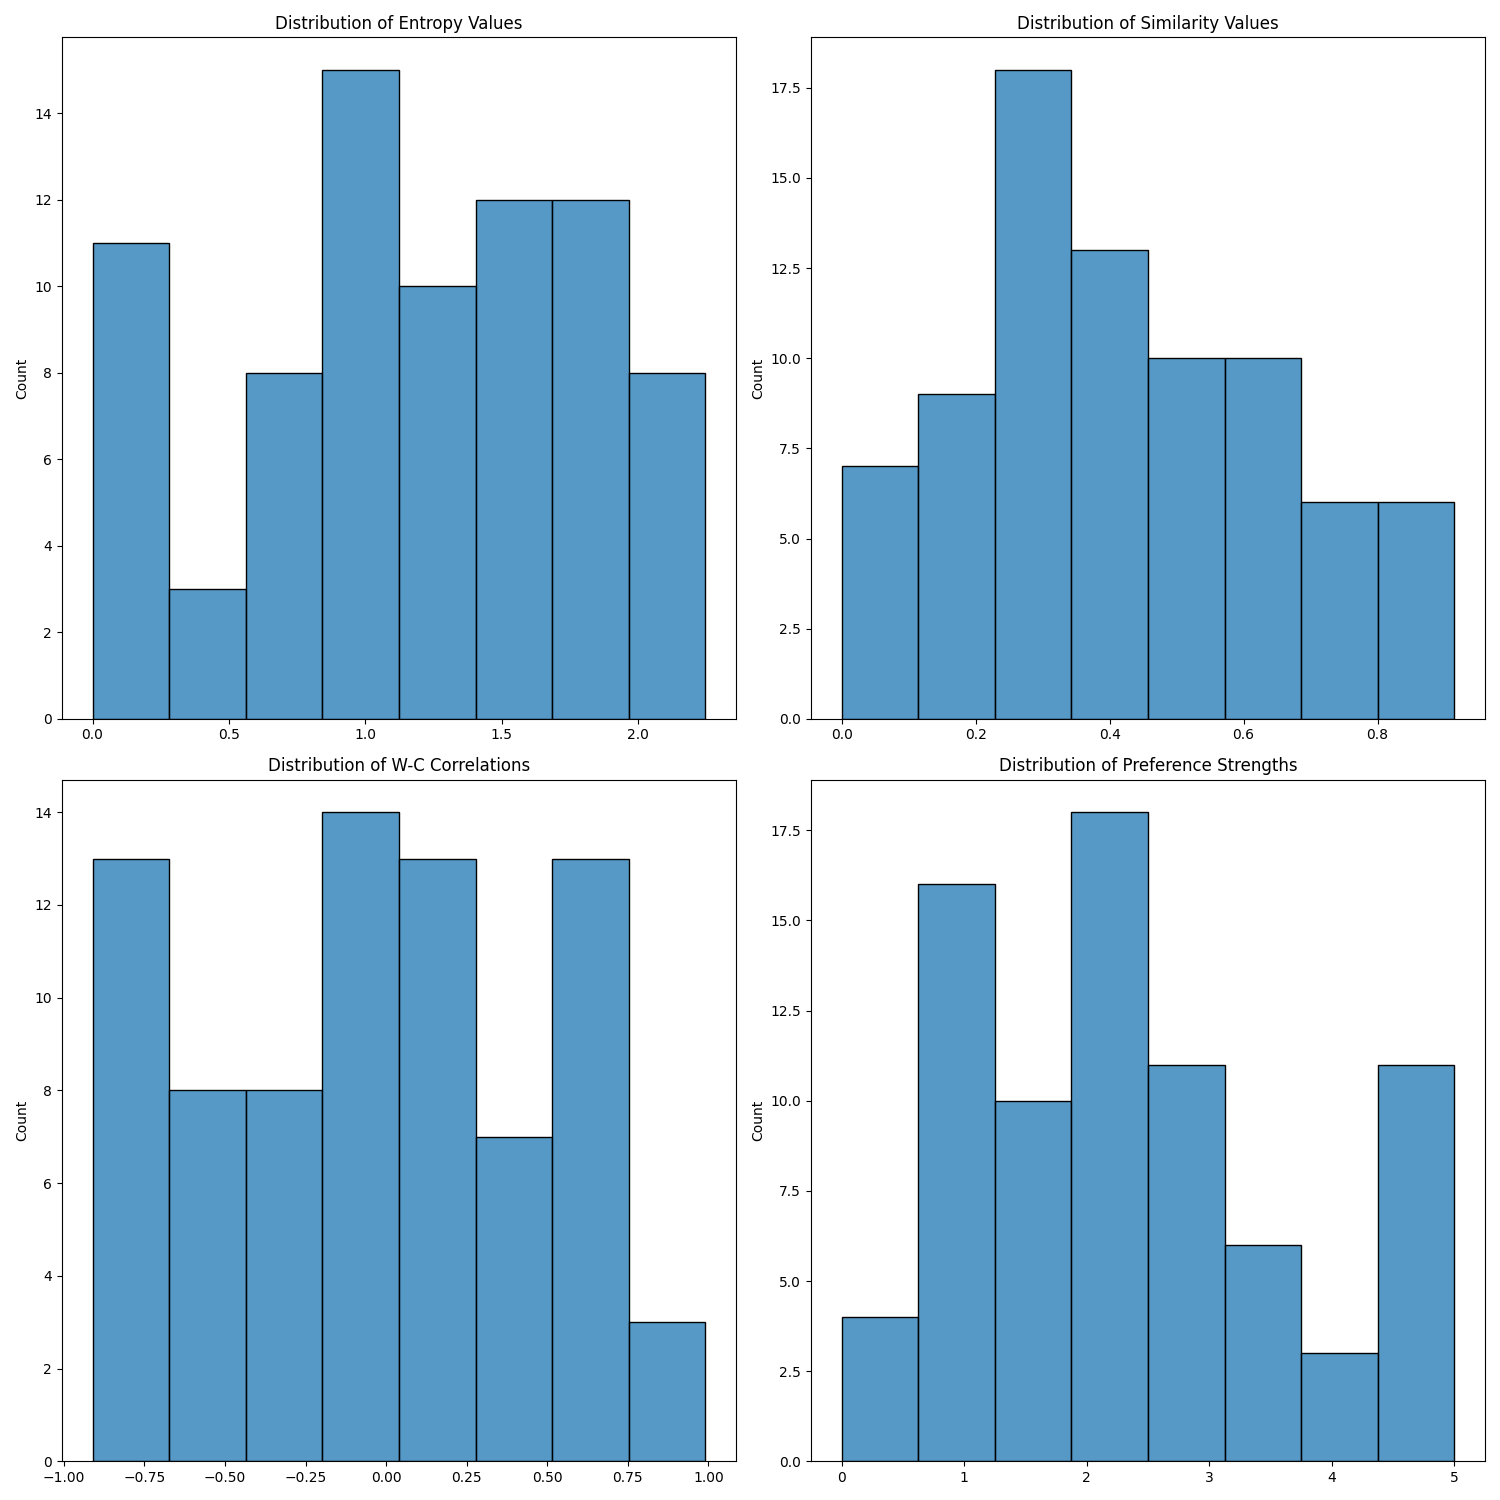 Distribution of Entropy Values
Count
14
12
10
8
6
4
2
0
0.0 0.5 1.0 1.5 2.0
Distribution of Similarity Values
Count
17.5
15.0
12.5
10.0
7.5
5.0
2.5
0.0
0.0 0.2 0.4 0.6 0.8
Distribution of W-C Correlations
Count
14
12
10
8
6
4
2
0
−1.00 −0.75 −0.50 −0.25 0.00 0.25 0.50 0.75 1.00
Distribution of Preference Strengths
Count
17.5
15.0
12.5
10.0
7.5
5.0
2.5
0.0
0 1 2 3 4 5